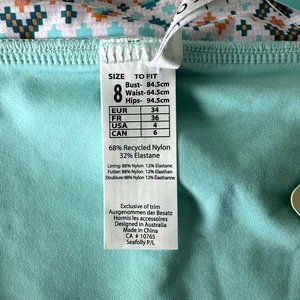 SIZE TO FIT
8 Bust- 84.5cm
Waist- 64.5cm
Hips- 94.5cm
EUR 34
FR 36
USA 4
CAN 6
68% Recycled Nylon
32% Elastane
Lining: 88% Nylon 12% Elastane
Futter: 88% Nylon 12% Elasthan
Doublure: 88% Nylon 12% Elasthanne
Exclusive of trim
Ausgenommen der Besatz
Hormis les accessoires
Designed in Australia
Made in China
CA # 10765
Seafolly P/L